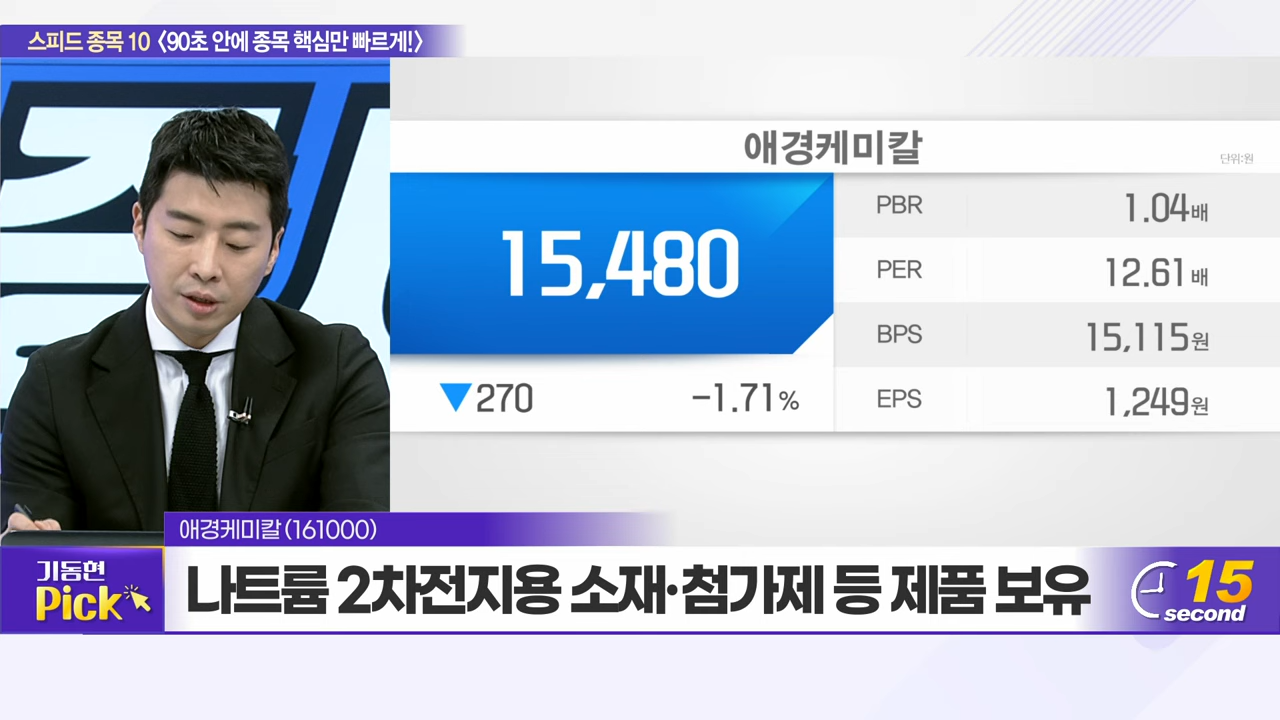 스피드 종목 10 〈90초 안에 종목 핵심만 빠르게!〉
애경케미칼
단위:원
15,480
▼270 -1.71%
PBR 1.04배
PER 12.61배
BPS 15,115원
EPS 1,249원
애경케미칼(161000)
기동현
Pick
나트륨 2차전지용 소재·첨가제 등 제품 보유
15
second